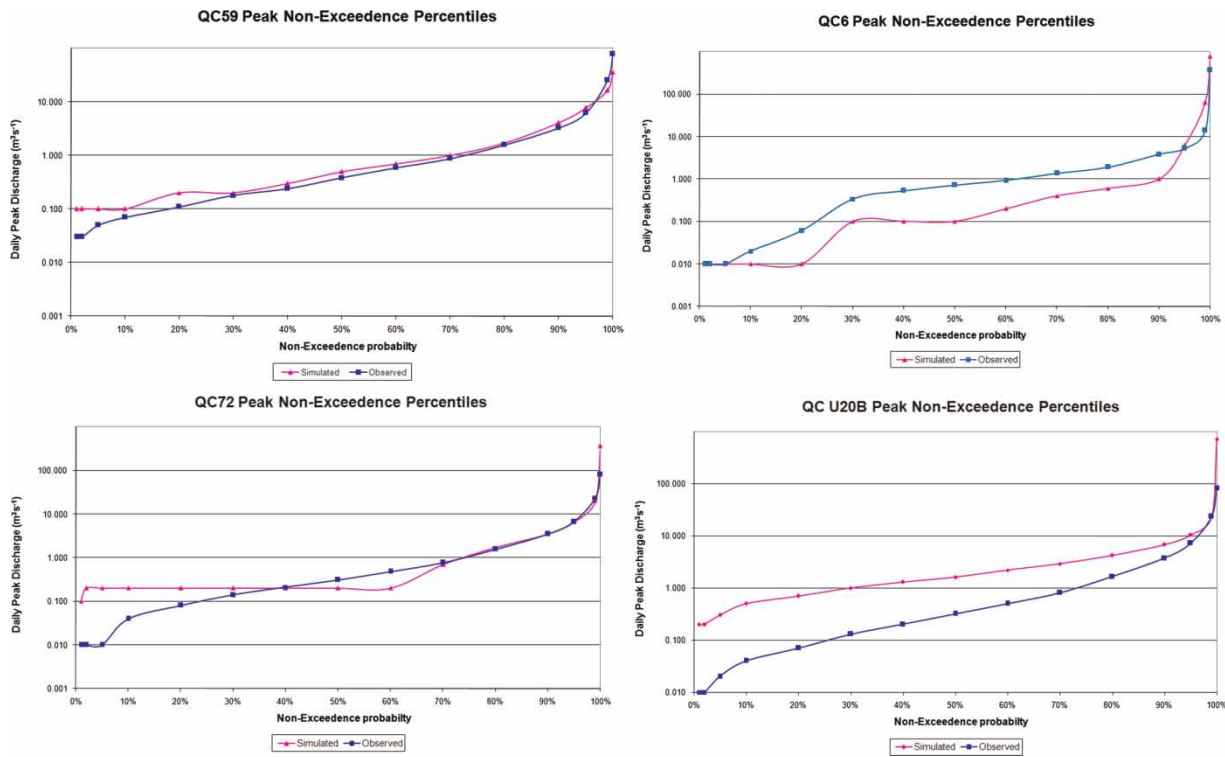 QC59 Peak Non-Exceedence Percentiles
Daily Peak Discharge (m³s⁻¹)
10.000
1.000
0.100
0.010
0.001
0% 10% 20% 30% 40% 50% 60% 70% 80% 90% 100%
Non-Exceedence probabilty
Simulated Observed
QC6 Peak Non-Exceedence Percentiles
Daily Peak Discharge (m³s⁻¹)
100.000
10.000
1.000
0.100
0.010
0.001
0% 10% 20% 30% 40% 50% 60% 70% 80% 90% 100%
Non-Exceedence probabilty
Simulated Observed
QC72 Peak Non-Exceedence Percentiles
Daily Peak Discharge (m³s⁻¹)
100.000
10.000
1.000
0.100
0.010
0.001
0% 10% 20% 30% 40% 50% 60% 70% 80% 90% 100%
Non-Exceedence probabilty
Simulated Observed
QC U20B Peak Non-Exceedence Percentiles
Daily Peak Discharge (m³s⁻¹)
100.000
10.000
1.000
0.100
0.010
0% 10% 20% 30% 40% 50% 60% 70% 80% 90% 100%
Non-Exceedence probabilty
Simulated Observed